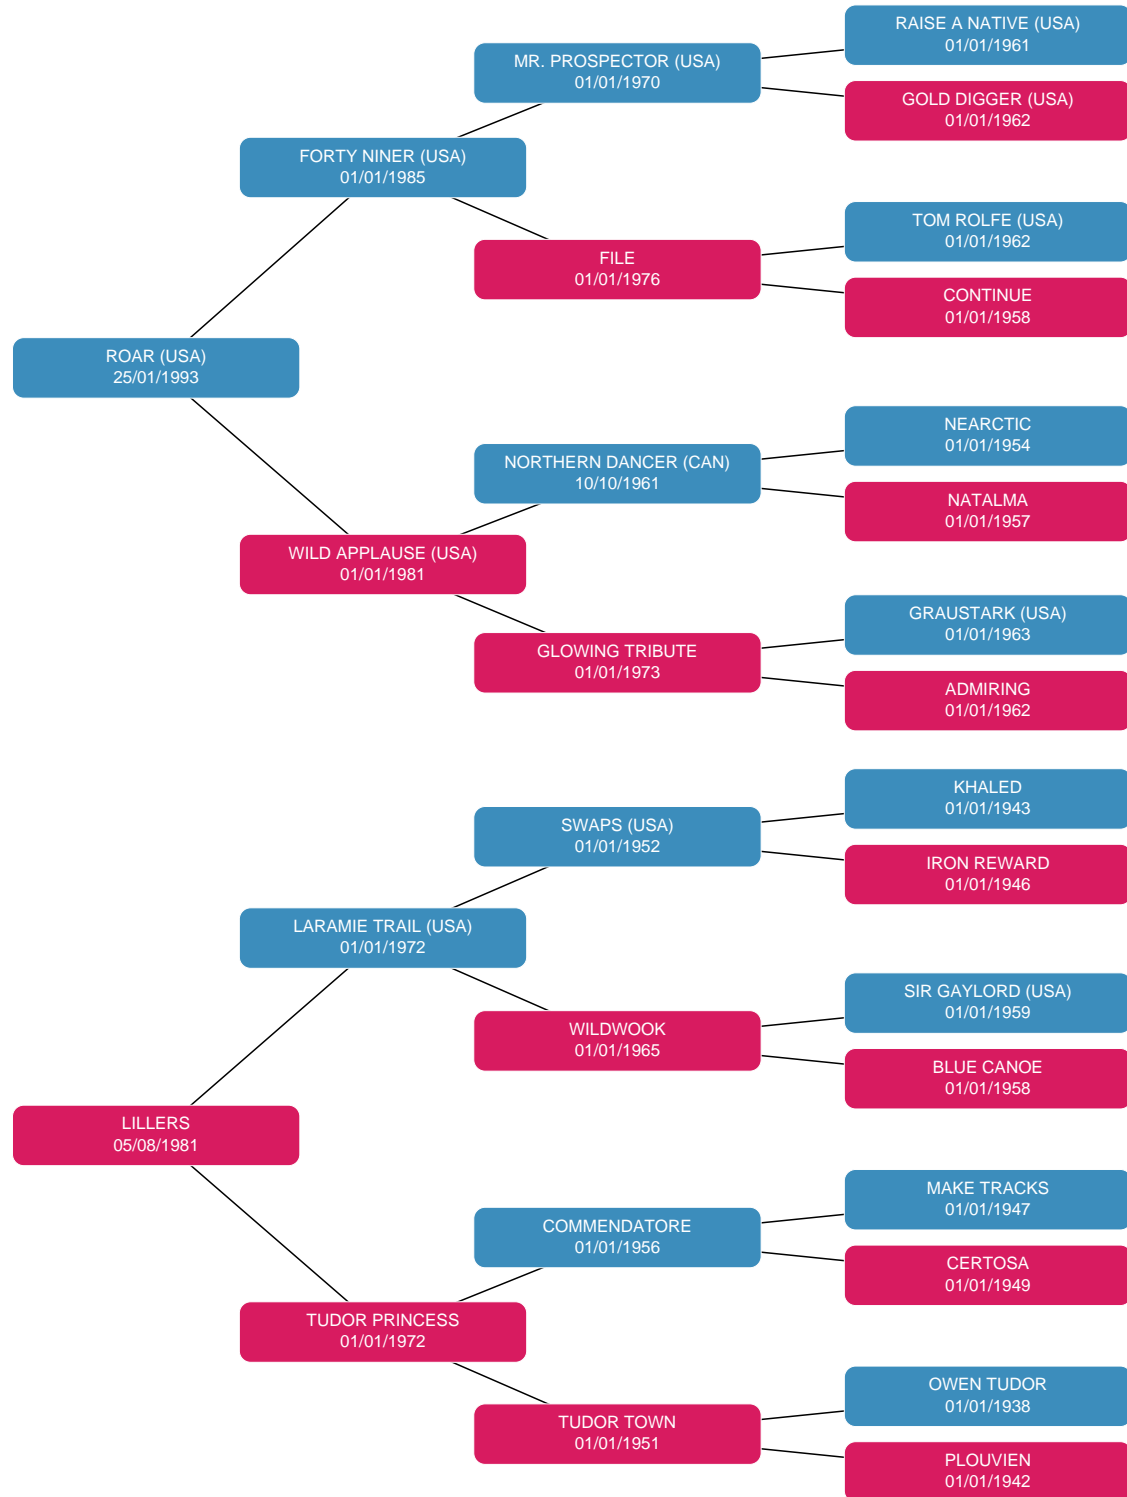 RAISE A NATIVE (USA)
01/01/1961
MR. PROSPECTOR (USA)
01/01/1970
GOLD DIGGER (USA)
01/01/1962
FORTY NINER (USA)
01/01/1985
TOM ROLFE (USA)
01/01/1962
FILE
01/01/1976
CONTINUE
01/01/1958
ROAR (USA)
25/01/1993
NEARCTIC
01/01/1954
NORTHERN DANCER (CAN)
10/10/1961
NATALMA
01/01/1957
WILD APPLAUSE (USA)
01/01/1981
GRAUSTARK (USA)
01/01/1963
GLOWING TRIBUTE
01/01/1973
ADMIRING
01/01/1962
KHALED
01/01/1943
SWAPS (USA)
01/01/1952
IRON REWARD
01/01/1946
LARAMIE TRAIL (USA)
01/01/1972
SIR GAYLORD (USA)
01/01/1959
WILDWOOK
01/01/1965
BLUE CANOE
01/01/1958
LILLERS
05/08/1981
MAKE TRACKS
01/01/1947
COMMENDATORE
01/01/1956
CERTOSA
01/01/1949
TUDOR PRINCESS
01/01/1972
OWEN TUDOR
01/01/1938
TUDOR TOWN
01/01/1951
PLOUVIEN
01/01/1942